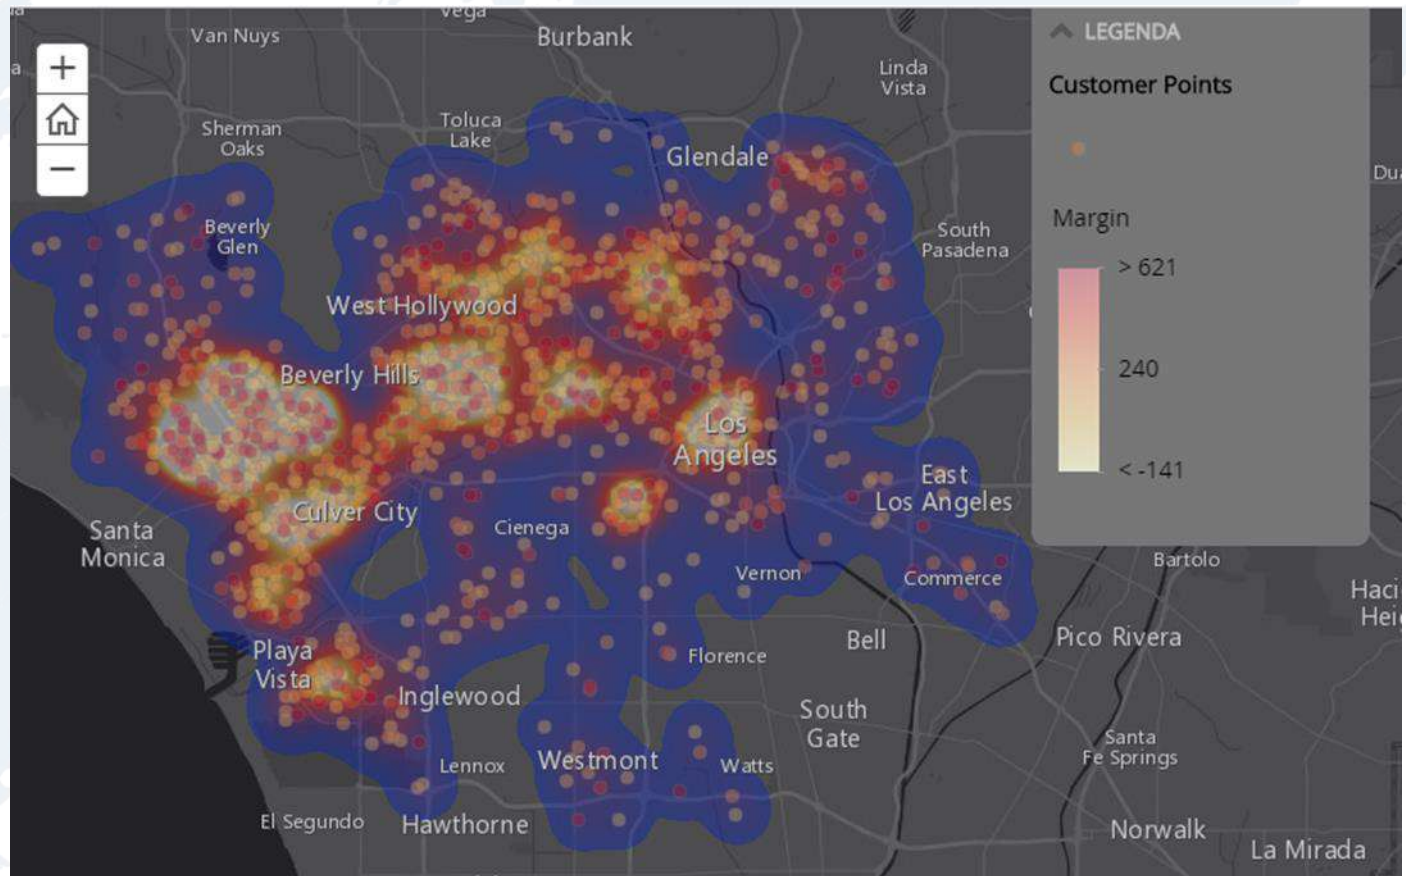 Vega
Van Nuys
Burbank
Linda
Vista
Toluca
Lake
Sherman
Oaks
Glendale
Beverly
Glen
South
Pasadena
West Hollywood
Beverly Hills
Los
Angeles
East
Los Angeles
Culver City
Cienega
Santa
Monica
Vernon
Commerce
Bartolo
Bell
Pico Rivera
Playa
Vista
Florence
Inglewood
South
Gate
Santa
Fe Springs
Lennox
Westmont
Watts
El Segundo
Hawthorne
Norwalk
La Mirada
+
−
LEGENDA
Customer Points
Margin
> 621
240
< -141